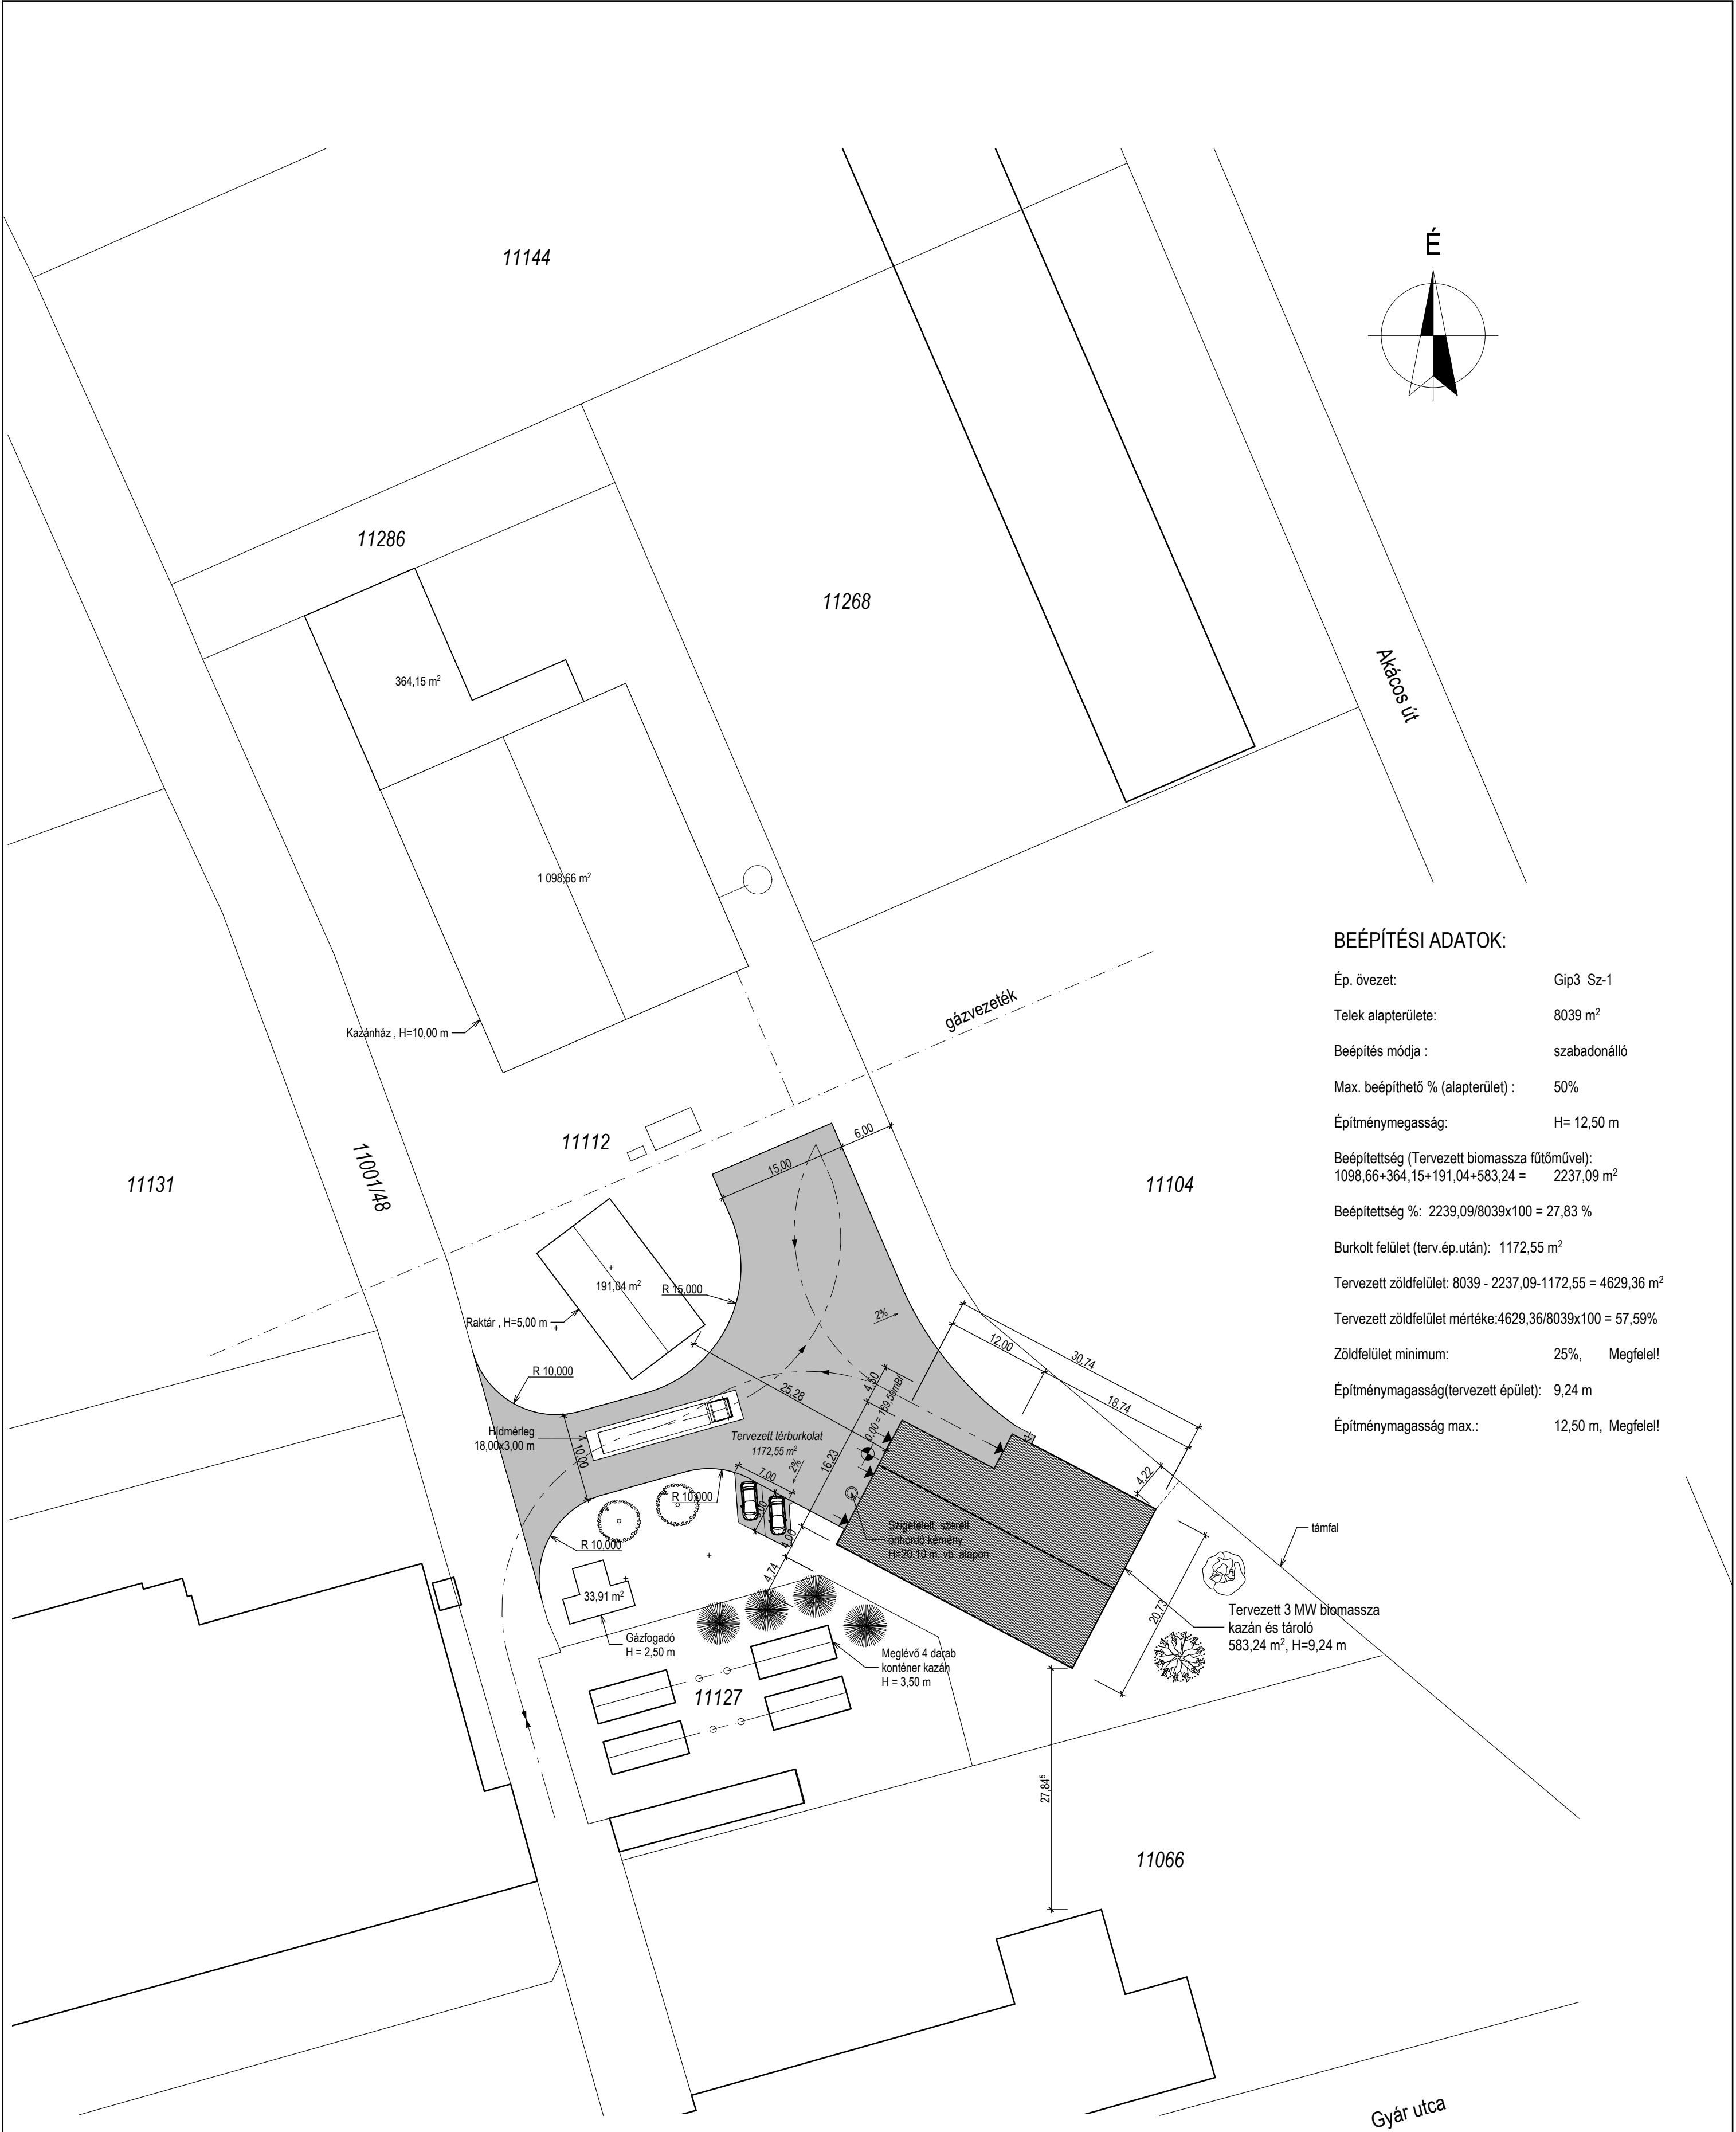 É
11144
11286
11268
Akácos út
364,15 m²
1 098,66 m²
Kazánház , H=10,00 m
gázvezeték
11112
11131
11001/48
11104
6,00
15,00
191,04 m²
R 15,000
Raktár , H=5,00 m
2%
12,00
30,74
18,74
4,22
R 10,000
25,28
4,50
Hídmérleg
18,00x3,00 m
10,00
Tervezett térburkolat
1172,55 m²
2%
7,00
16,23
R 10,000
4,00
4,74
Szigetelelt, szerelt
önhordó kémény
H=20,10 m, vb. alapon
R 10,000
33,91 m²
Gázfogadó
H = 2,50 m
Meglévő 4 darab
konténer kazán
H = 3,50 m
11127
támfal
20,73
Tervezett 3 MW biomassza
kazán és tároló
583,24 m², H=9,24 m
27,84⁵
11066
Gyár utca
BEÉPÍTÉSI ADATOK:
Ép. övezet: Gip3 Sz-1
Telek alapterülete: 8039 m²
Beépítés módja : szabadonálló
Max. beépíthető % (alapterület) : 50%
Építménymegasság: H= 12,50 m
Beépítettség (Tervezett biomassza fűtőművel):
1098,66+364,15+191,04+583,24 = 2237,09 m²
Beépítettség %: 2239,09/8039x100 = 27,83 %
Burkolt felület (terv.ép.után): 1172,55 m²
Tervezett zöldfelület: 8039 - 2237,09-1172,55 = 4629,36 m²
Tervezett zöldfelület mértéke:4629,36/8039x100 = 57,59%
Zöldfelület minimum: 25%, Megfelel!
Építménymagasság(tervezett épület): 9,24 m
Építménymagasság max.: 12,50 m, Megfelel!